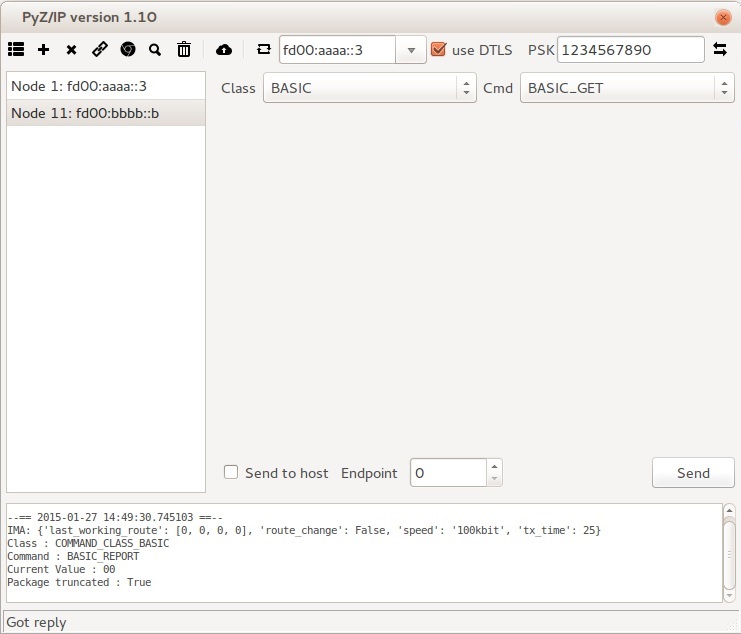 PyZ/IP version 1.10
fd00:aaaa::3 use DTLS PSK 1234567890
Node 1: fd00:aaaa::3
Node 11: fd00:bbbb::b
Class BASIC Cmd BASIC_GET
Send to host Endpoint 0 Send
--== 2015-01-27 14:49:30.745103 ==--
IMA: {'last_working_route': [0, 0, 0, 0], 'route_change': False, 'speed': '100kbit', 'tx_time': 25}
Class : COMMAND_CLASS_BASIC
Command : BASIC_REPORT
Current Value : 00
Package truncated : True
Got reply